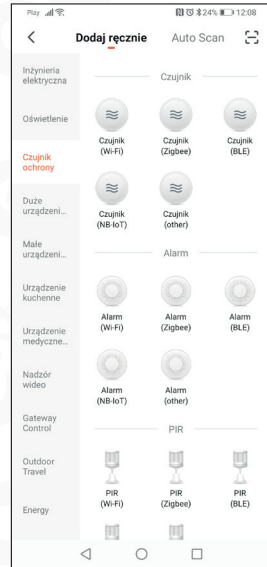 Play 24% 12:08
Dodaj ręcznie Auto Scan
Inżynieria
elektryczna
Oświetlenie
Czujnik
ochrony
Duże
urządzeni...
Małe
urządzeni...
Urządzenie
kuchenne
Urządzenie
medyczne...
Nadzór
wideo
Gateway
Control
Outdoor
Travel
Energy
Czujnik
Czujnik
(Wi-Fi)
Czujnik
(Zigbee)
Czujnik
(BLE)
Czujnik
(NB-IoT)
Czujnik
(other)
Alarm
Alarm
(Wi-Fi)
Alarm
(Zigbee)
Alarm
(BLE)
Alarm
(NB-IoT)
Alarm
(other)
PIR
PIR
(Wi-Fi)
PIR
(Zigbee)
PIR
(BLE)